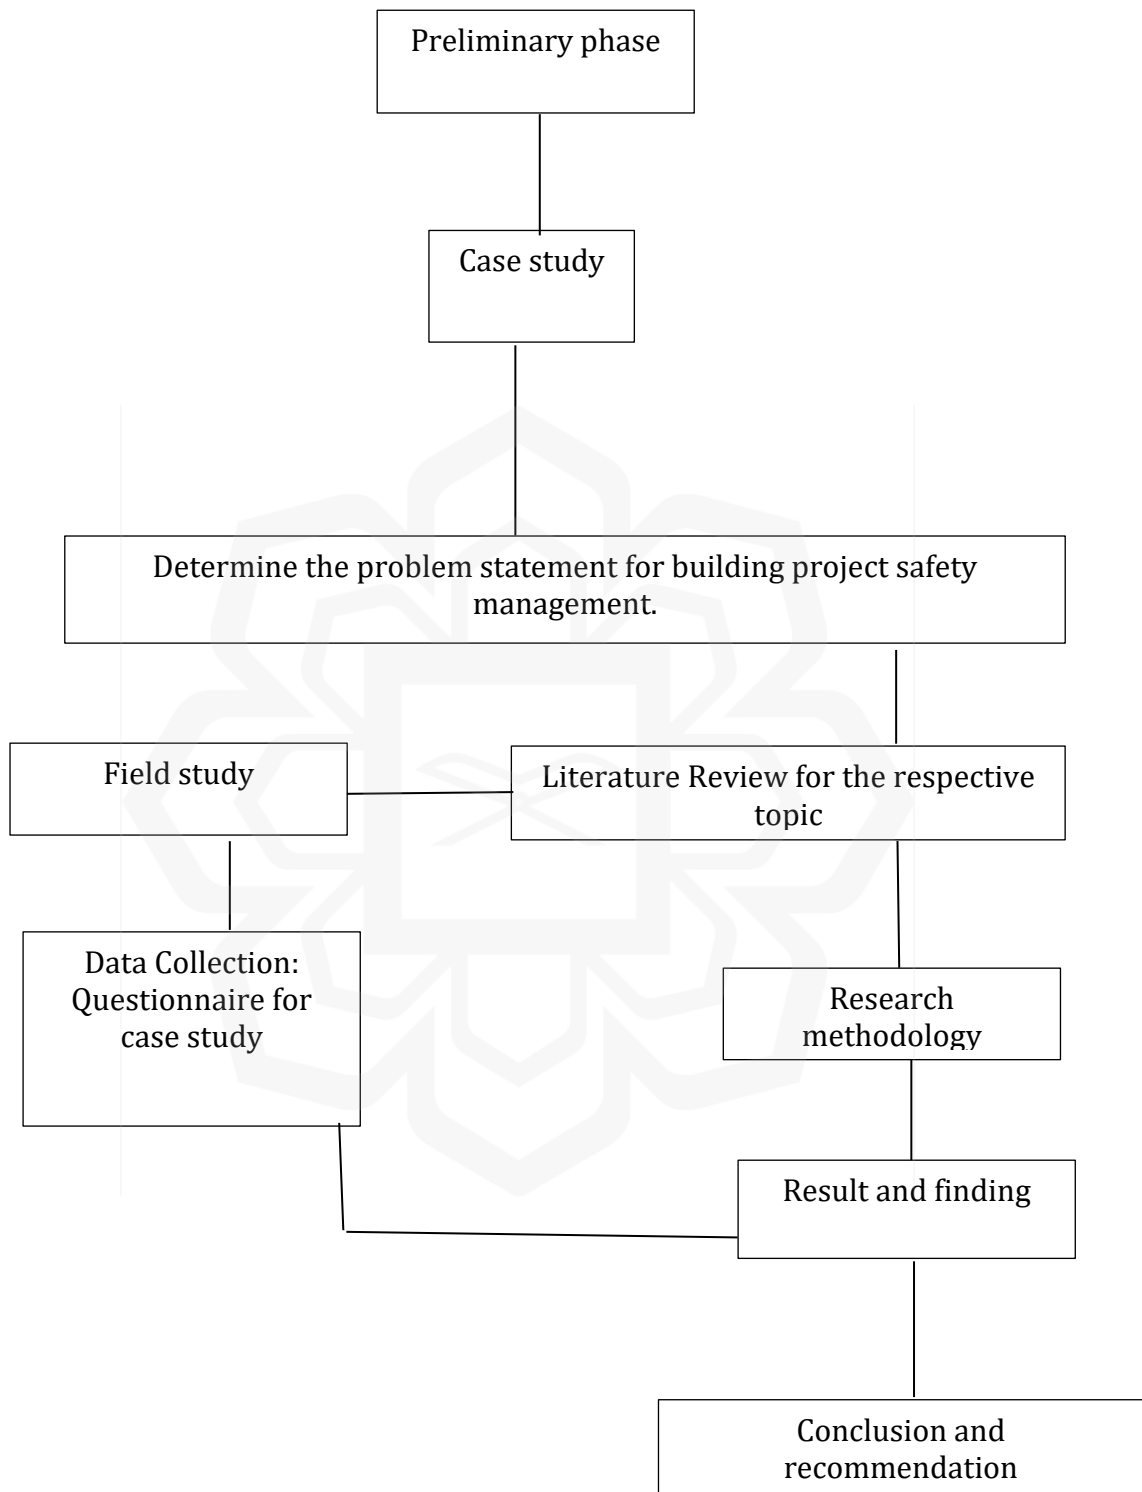 Preliminary phase
Case study
Determine the problem statement for building project safety
management.
Field study
Literature Review for the respective
topic
Data Collection:
Questionnaire for
case study
Research
methodology
Result and finding
Conclusion and
recommendation